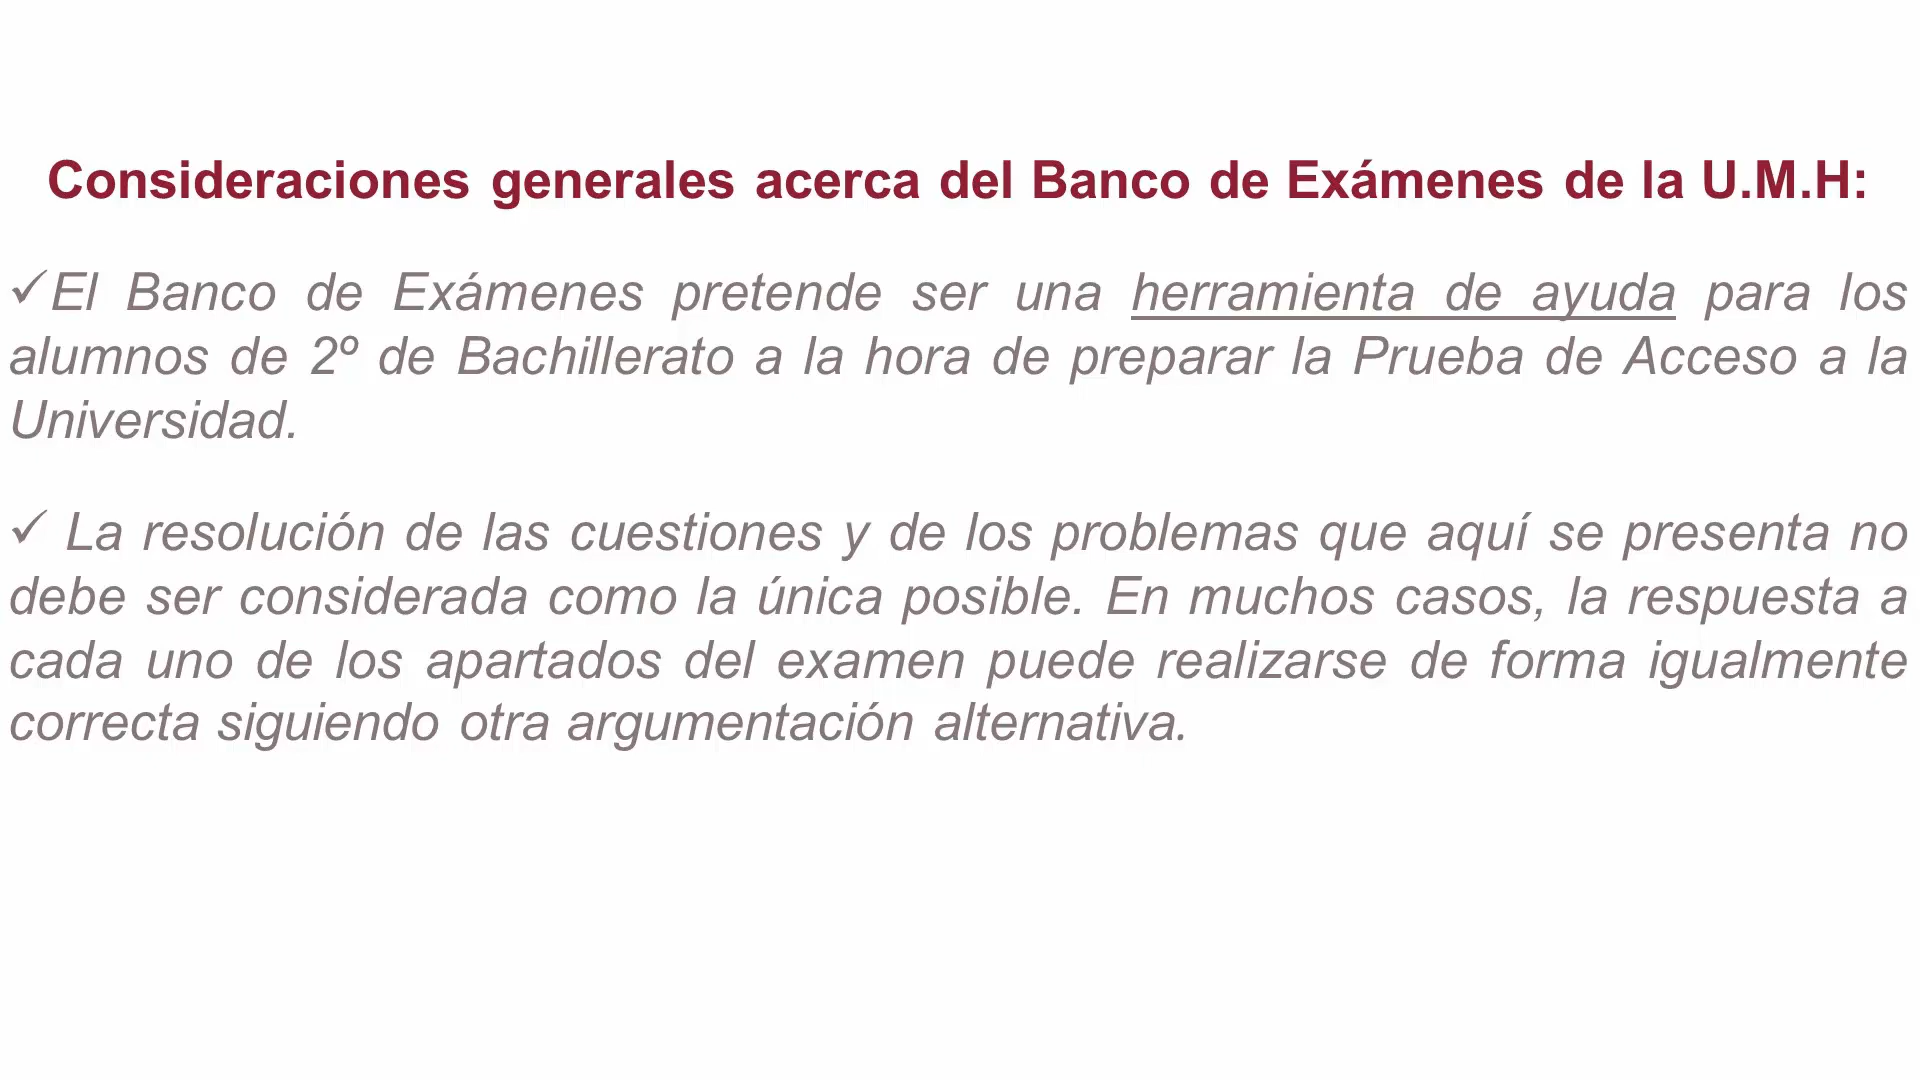 Consideraciones generales acerca del Banco de Exámenes de la U.M.H:
✓El Banco de Exámenes pretende ser una herramienta de ayuda para los
alumnos de 2º de Bachillerato a la hora de preparar la Prueba de Acceso a la
Universidad.
✓ La resolución de las cuestiones y de los problemas que aquí se presenta no
debe ser considerada como la única posible. En muchos casos, la respuesta a
cada uno de los apartados del examen puede realizarse de forma igualmente
correcta siguiendo otra argumentación alternativa.